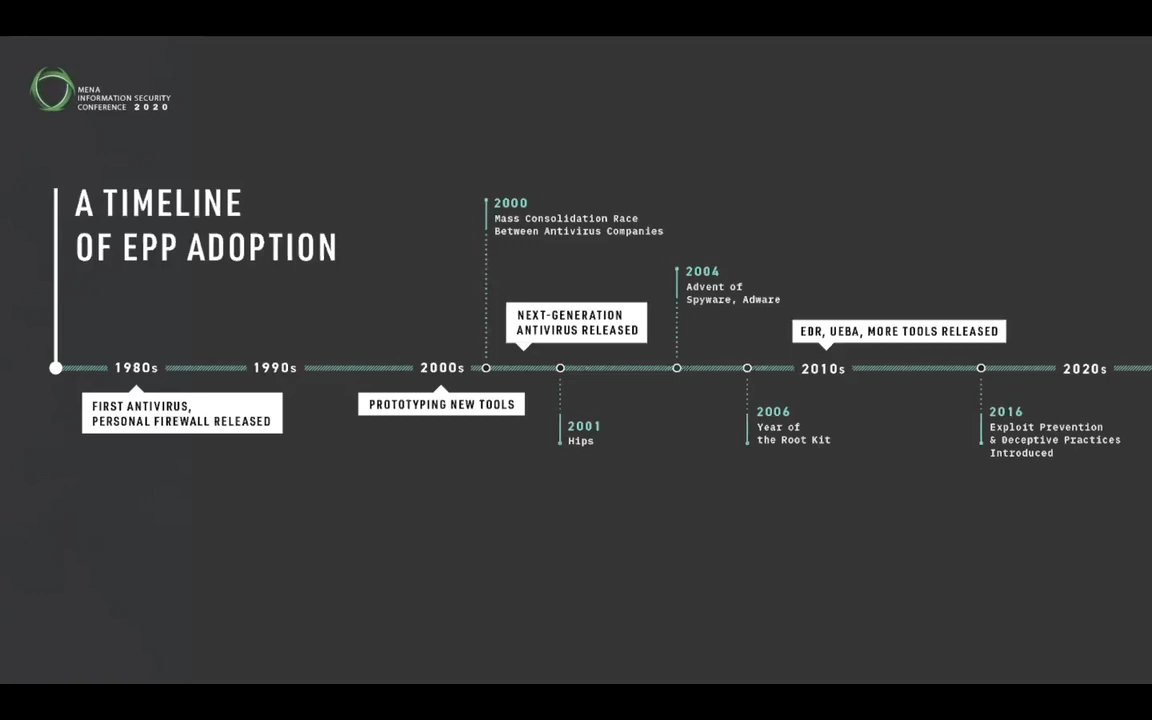 MENA
INFORMATION SECURITY
CONFERENCE 2020
A TIMELINE
OF EPP ADOPTION
2000
Mass Consolidation Race
Between Antivirus Companies
2004
Advent of
Spyware, Adware
NEXT-GENERATION
ANTIVIRUS RELEASED
EDR, UEBA, MORE TOOLS RELEASED
1980s
1990s
2000s
2010s
2020s
FIRST ANTIVIRUS,
PERSONAL FIREWALL RELEASED
PROTOTYPING NEW TOOLS
2001
Hips
2006
Year of
the Root Kit
2016
Exploit Prevention
& Deceptive Practices
Introduced